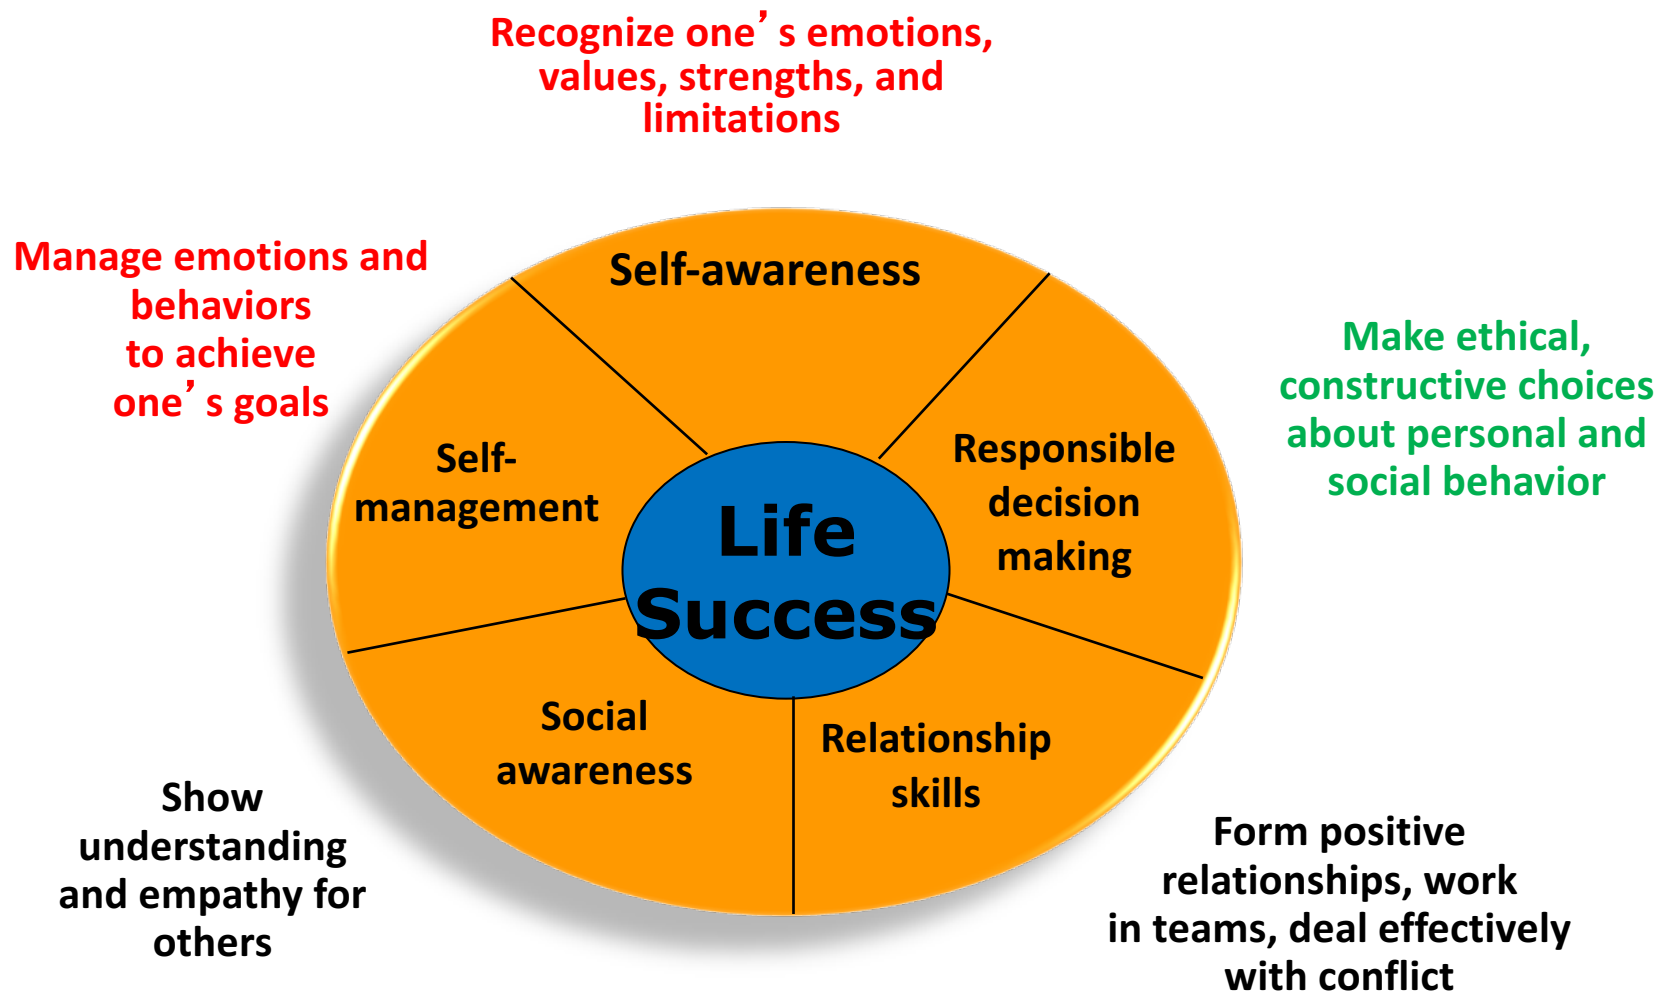 Recognize one’s emotions,
values, strengths, and
limitations
Manage emotions and
behaviors
to achieve
one’s goals
Self-awareness
Make ethical,
constructive choices
about personal and
social behavior
Self-
management
Responsible
decision
making
Life
Success
Social
awareness
Relationship
skills
Show
understanding
and empathy for
others
Form positive
relationships, work
in teams, deal effectively
with conflict